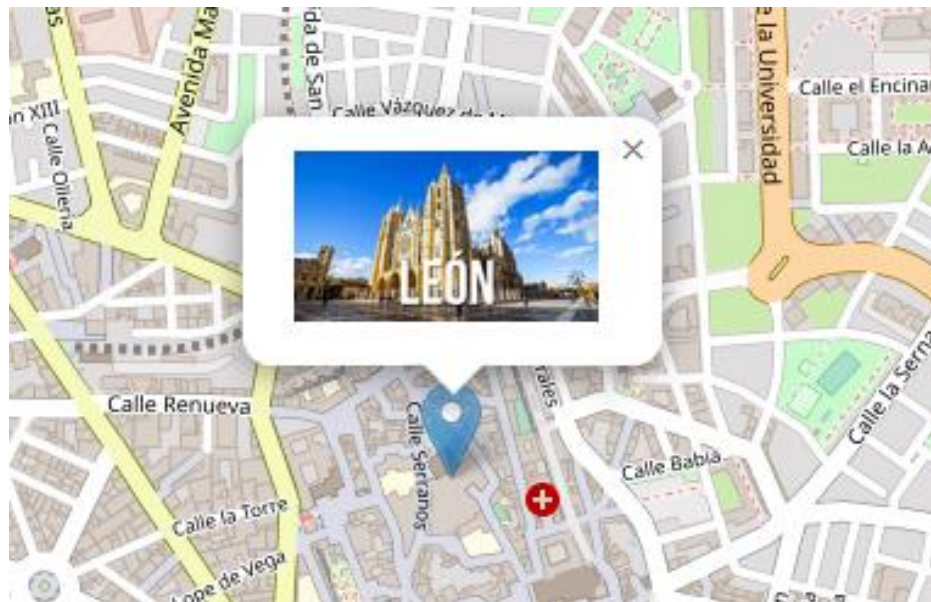 Avenida Ma
da de San
e la Universidad
Calle el Encina
n XIII
Calle Vázquez de M
Calle Ollería
Calle la A
×
LEÓN
Calle Renueva
rales
Calle la Serna
Calle Serranos
Calle Babia
Calle la Torre
Lope de Vega